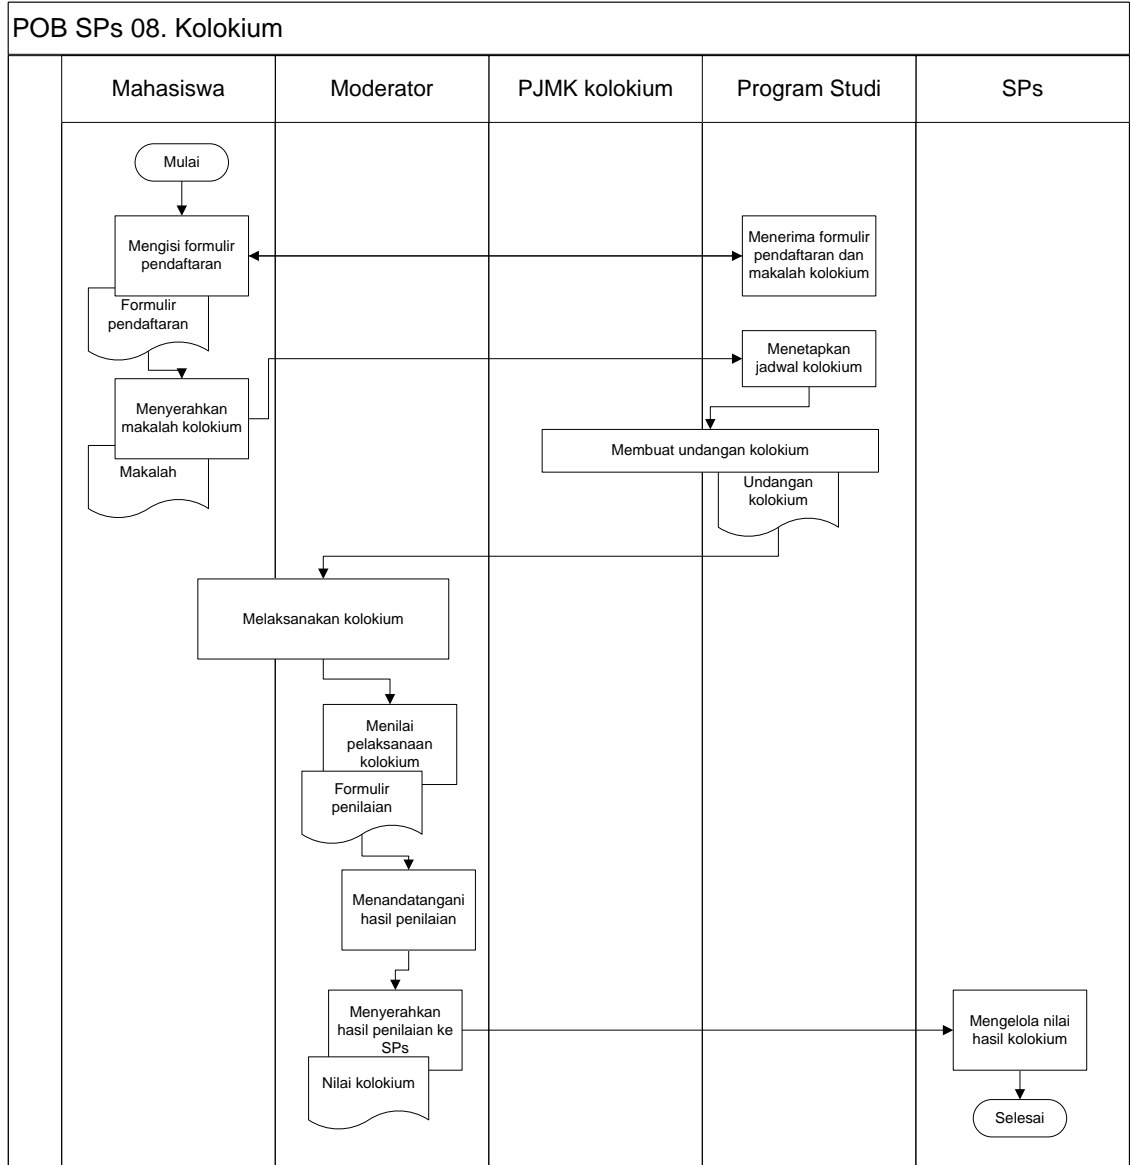 POB SPs 08. Kolokium
Mahasiswa
Moderator
PJMK kolokium
Program Studi
SPs
Mulai
Mengisi formulir
pendaftaran
Menerima formulir
pendaftaran dan
makalah kolokium
Formulir
pendaftaran
Menetapkan
jadwal kolokium
Menyerahkan
makalah kolokium
Membuat undangan kolokium
Makalah
Undangan
kolokium
Melaksanakan kolokium
Menilai
pelaksanaan
kolokium
Formulir
penilaian
Menandatangani
hasil penilaian
Menyerahkan
hasil penilaian ke
SPs
Mengelola nilai
hasil kolokium
Nilai kolokium
Selesai